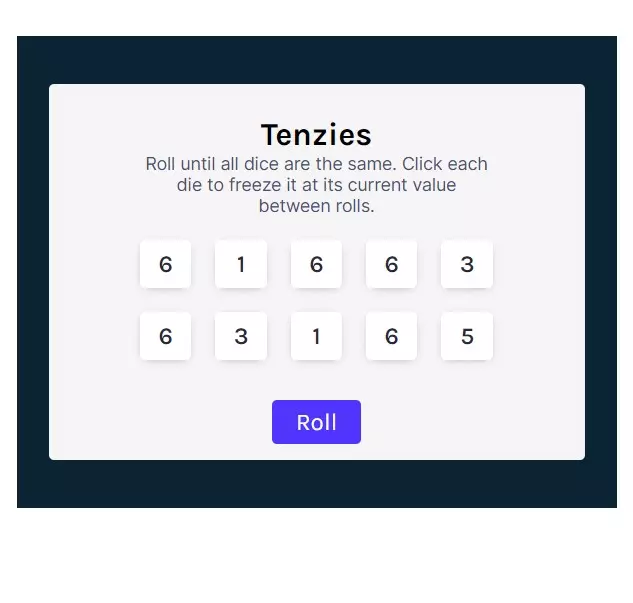 Tenzies
Roll until all dice are the same. Click each
die to freeze it at its current value
between rolls.
6 1 6 6 3
6 3 1 6 5
Roll